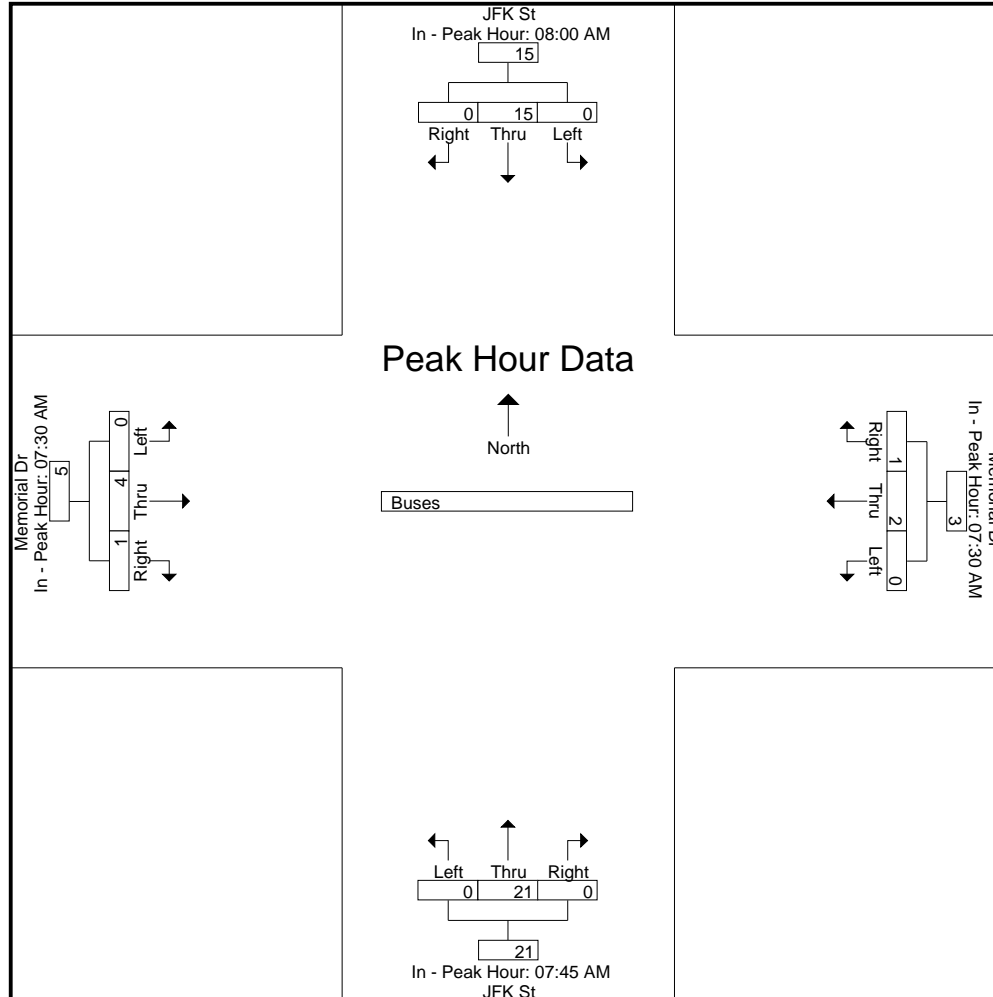 JFK St
In - Peak Hour: 08:00 AM
15
0 15 0
Right Thru Left
Peak Hour Data
North
Buses
Memorial Dr
In - Peak Hour: 07:30 AM
5
0 4 1
Left Thru Right
In - Peak Hour: 07:30 AM
3
1 2 0
Right Thru Left
Left Thru Right
0 21 0
21
In - Peak Hour: 07:45 AM
JFK St